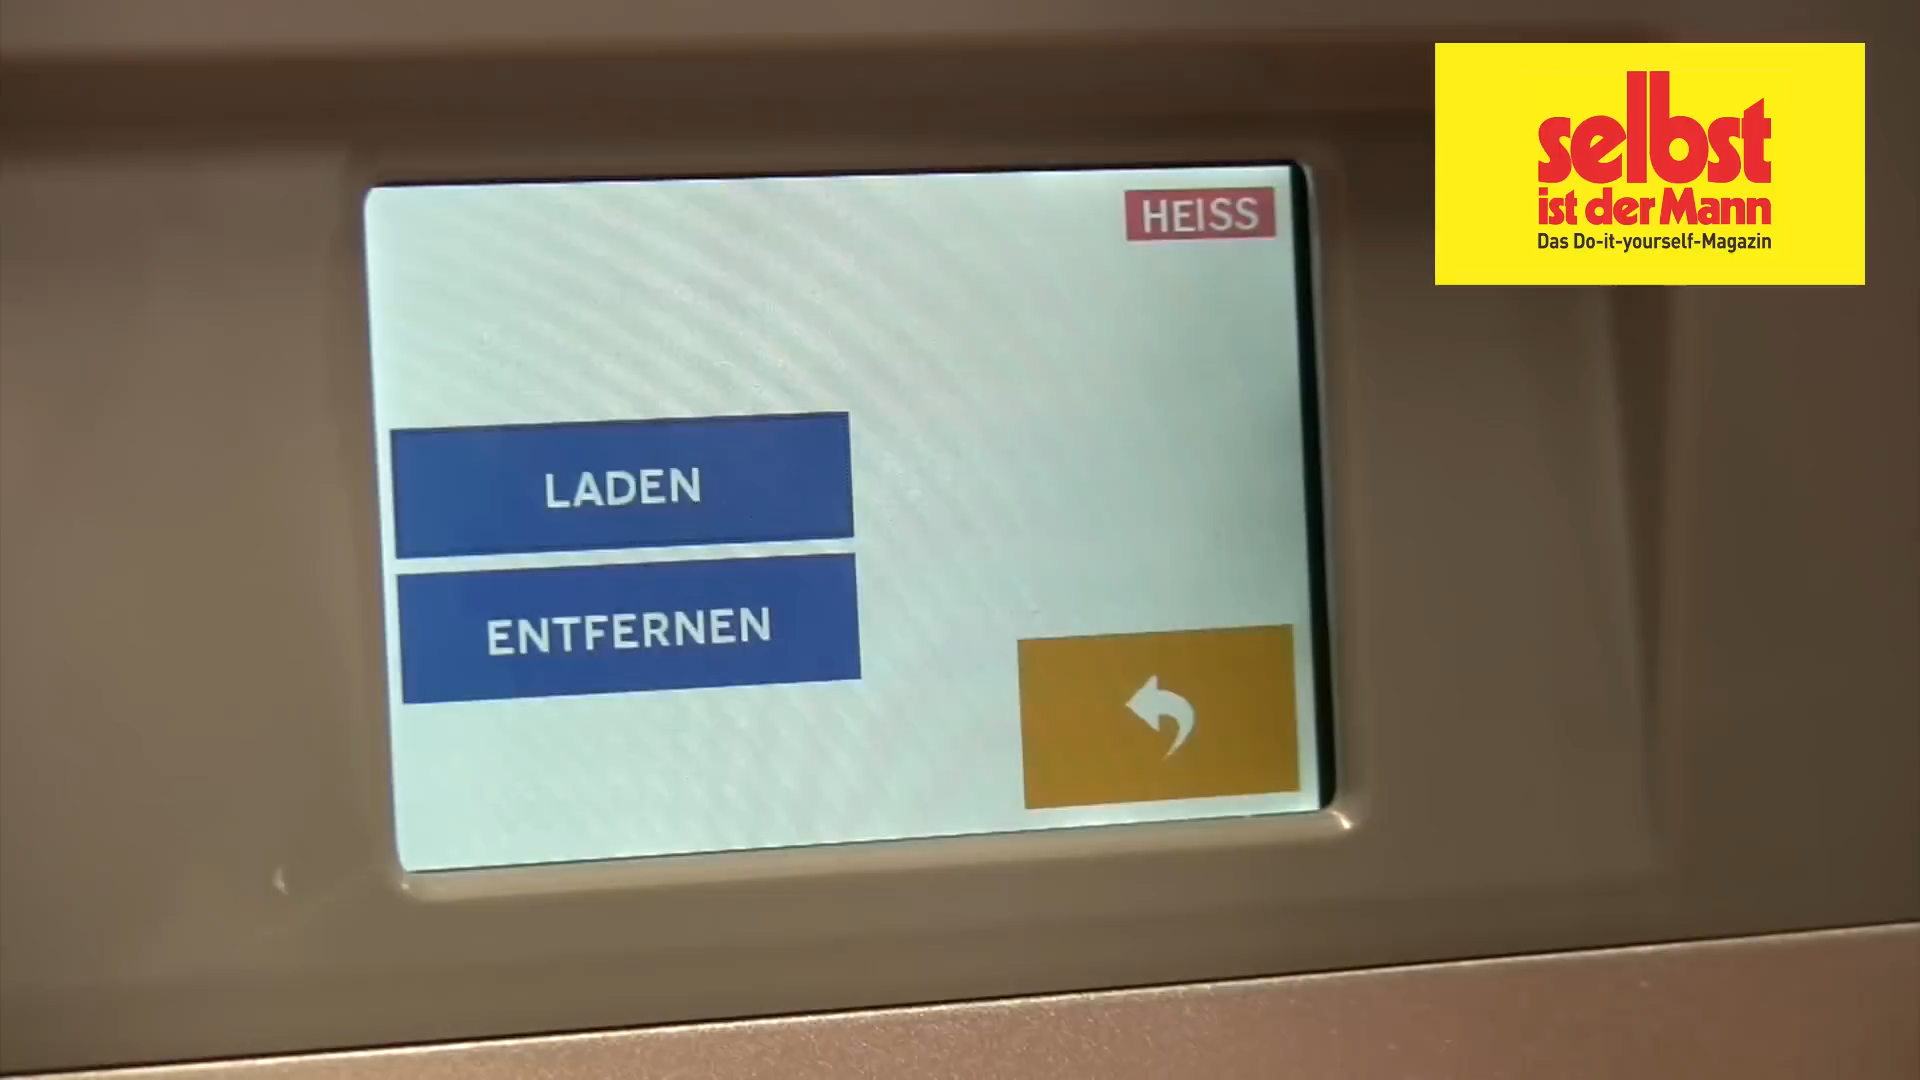 HEISS
LADEN
ENTFERNEN
selbst
ist der Mann
Das Do-it-yourself-Magazin